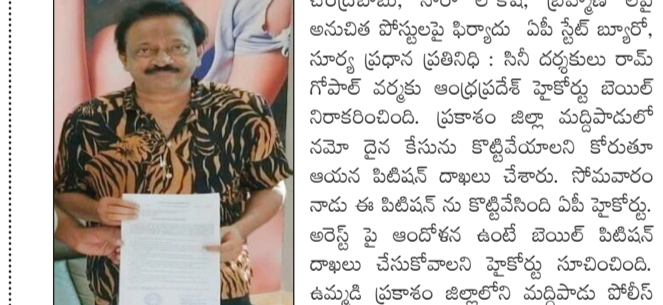 అనుచిత పోస్టులపై ఫిర్యాదు ఏపీ స్టేట్ బ్యూరో,
సూర్య ప్రధాన ప్రతినిధి : సినీ దర్శకులు రామ్
గోపాల్ వర్మకు ఆంధ్రప్రదేశ్ హైకోర్టు బెయిల్
నిరాకరించింది. ప్రకాశం జిల్లా మద్దిపాడులో
నమో దైన కేసును కొట్టివేయాలని కోరుతూ
ఆయన పిటిషన్ దాఖలు చేశారు. సోమవారం
నాడు ఈ పిటిషన్ ను కొట్టివేసింది ఏపీ హైకోర్టు.
అరెస్ట్ పై ఆందోళన ఉంటే బెయిల్ పిటిషన్
దాఖలు చేసుకోవాలని హైకోర్టు సూచించింది.
ఉమ్మడి ప్రకాశం జిల్లాలోని మద్దిపాడు పోలీస్